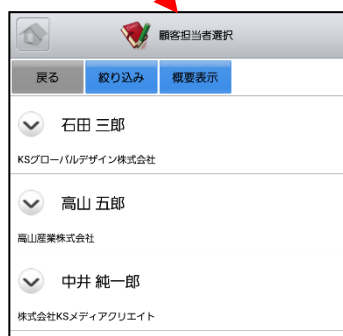 顧客担当者選択
戻る 絞り込み 概要表示
石田 三郎
KSグローバルデザイン株式会社
高山 五郎
高山産業株式会社
中井 純一郎
株式会社KSメディアクリエイト